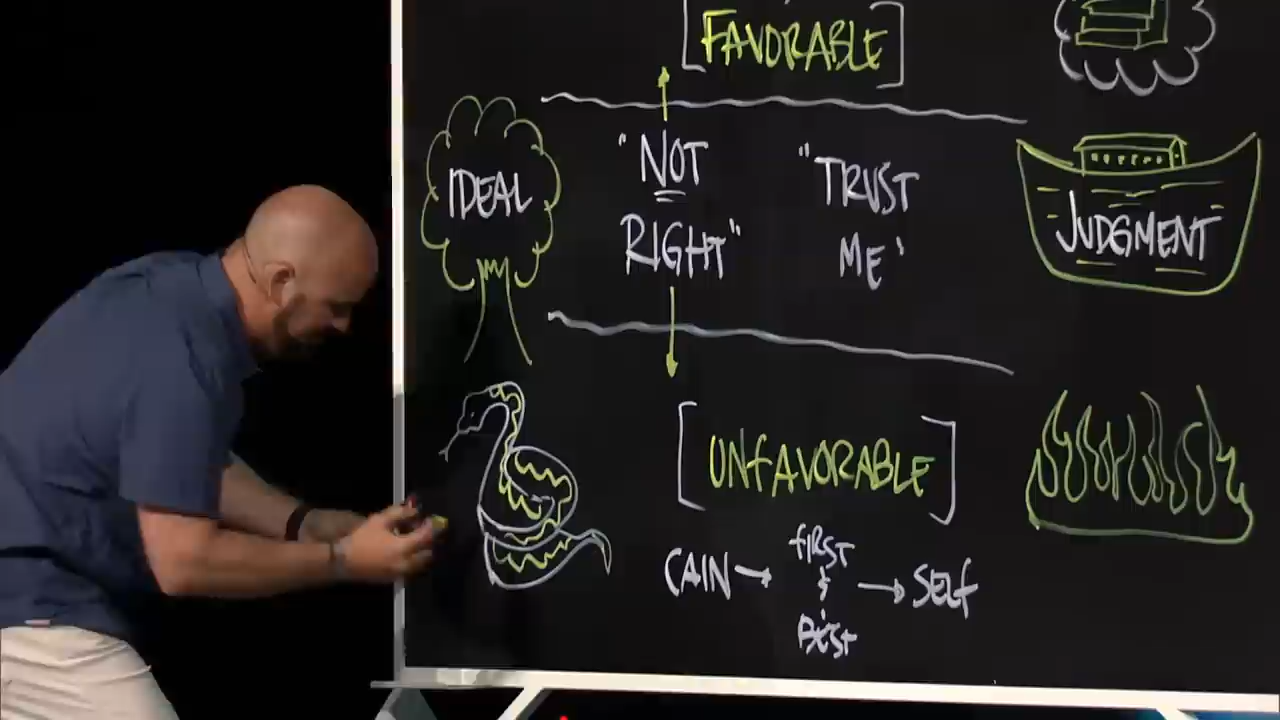 [FAVORABLE]
IDEAL
"NOT
RIGHT"
"TRUST
ME"
JUDGMENT
[UNFAVORABLE]
CAIN → FIRST
&
BEST → SELF